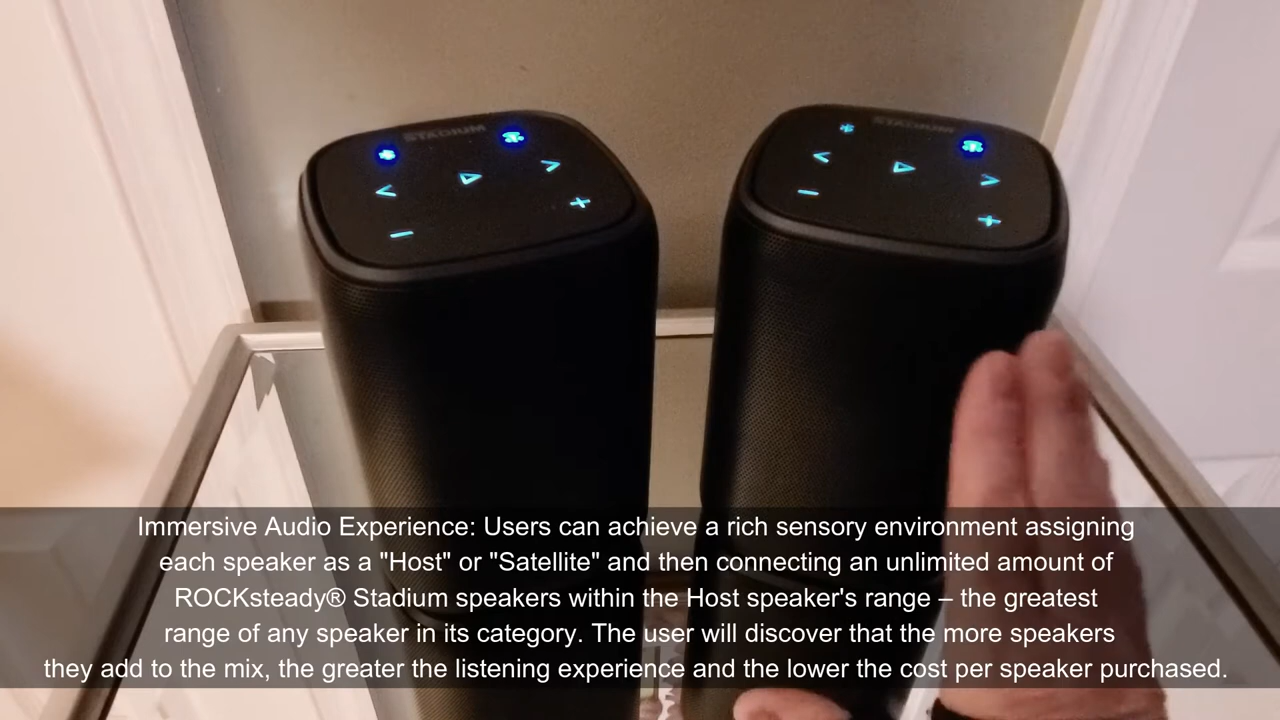 STADIUM
STADIUM
Immersive Audio Experience: Users can achieve a rich sensory environment assigning
each speaker as a "Host" or "Satellite" and then connecting an unlimited amount of
ROCKsteady® Stadium speakers within the Host speaker's range – the greatest
range of any speaker in its category. The user will discover that the more speakers
they add to the mix, the greater the listening experience and the lower the cost per speaker purchased.